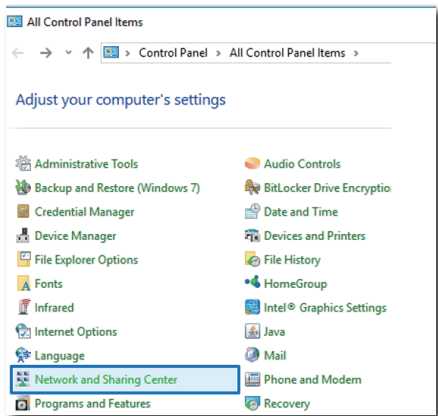 All Control Panel Items
Control Panel > All Control Panel Items >
Adjust your computer's settings
Administrative Tools
Audio Controls
Backup and Restore (Windows 7)
BitLocker Drive Encryptio
Credential Manager
Date and Time
Device Manager
Devices and Printers
File Explorer Options
File History
Fonts
HomeGroup
Infrared
Intel® Graphics Settings
Internet Options
Java
Language
Mail
Network and Sharing Center
Phone and Modem
Programs and Features
Recovery